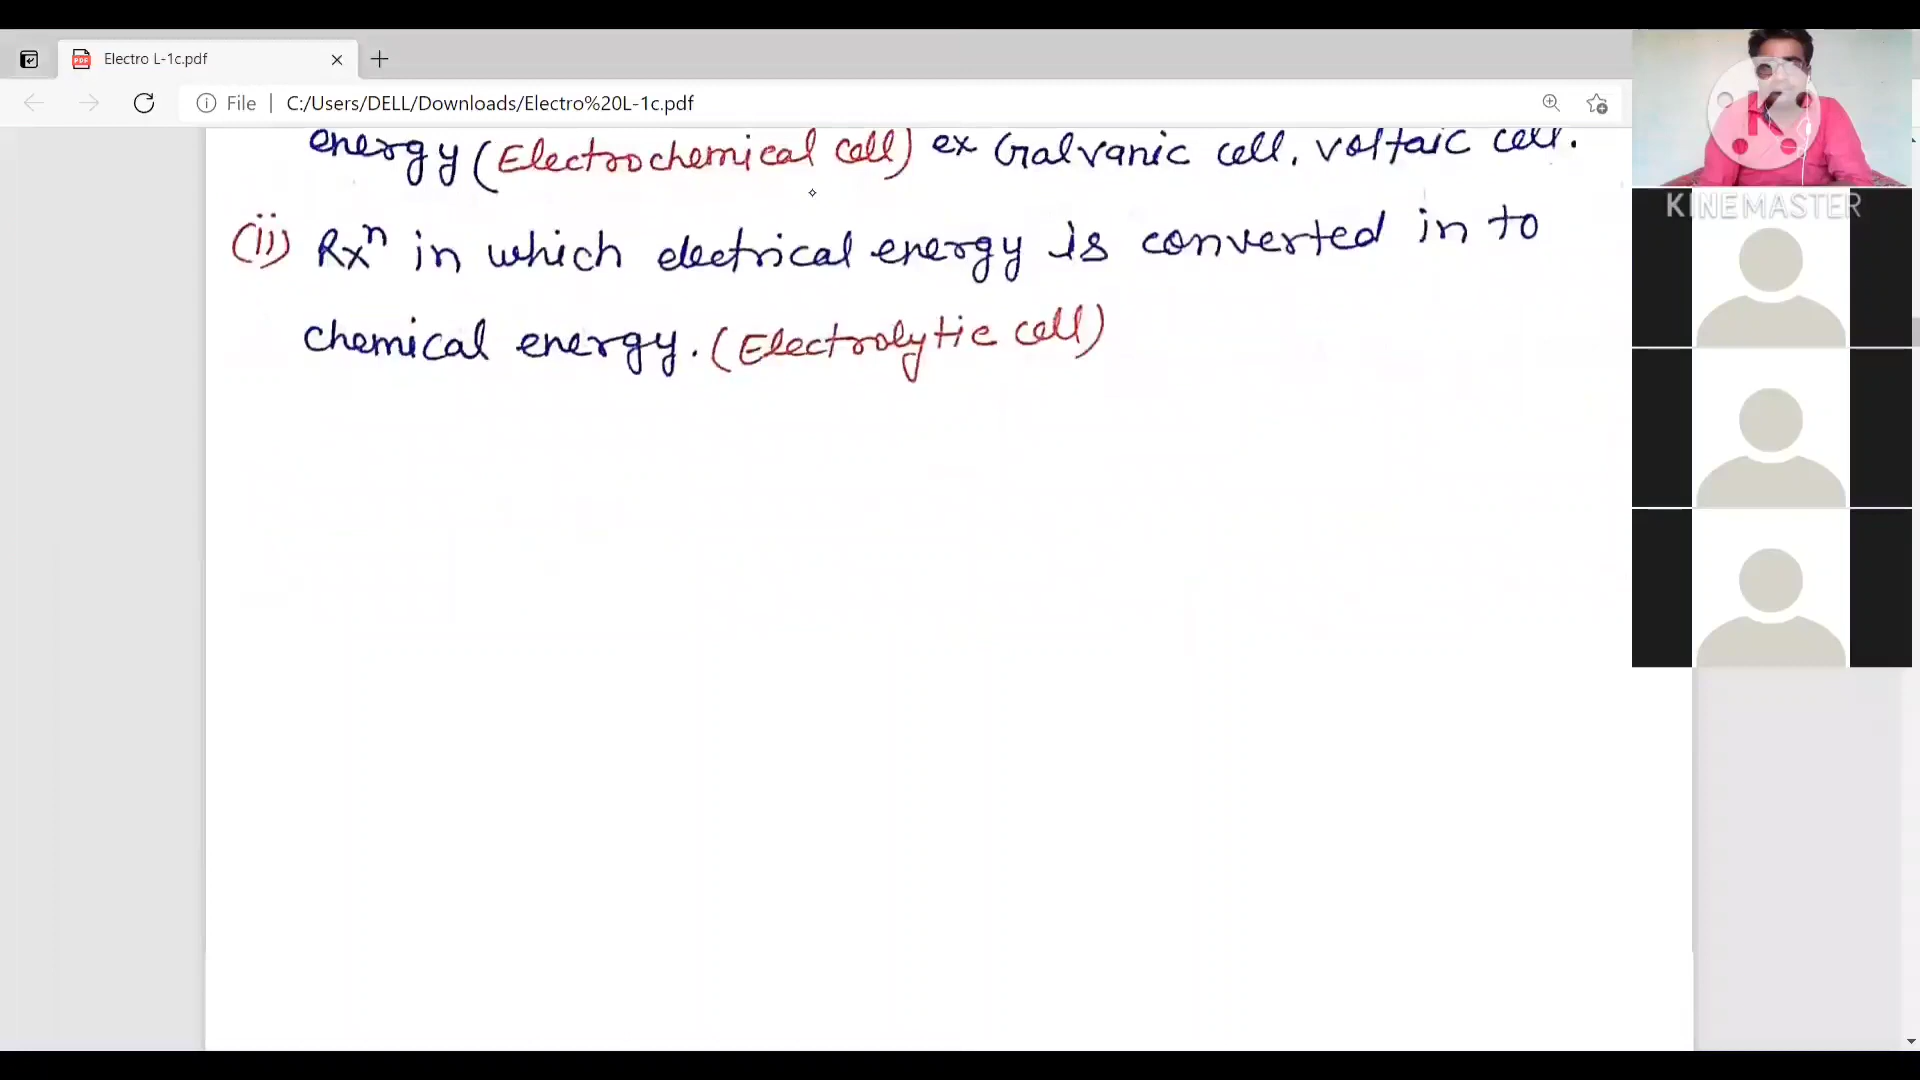 Electro L-1c.pdf
File | C:/Users/DELL/Downloads/Electro%20L-1c.pdf
KINEMASTER
energy (Electrochemical cell) ex Galvanic cell, voltaic cell.
(ii) Rxⁿ in which electrical energy is converted in to
chemical energy. (Electrolytic cell)